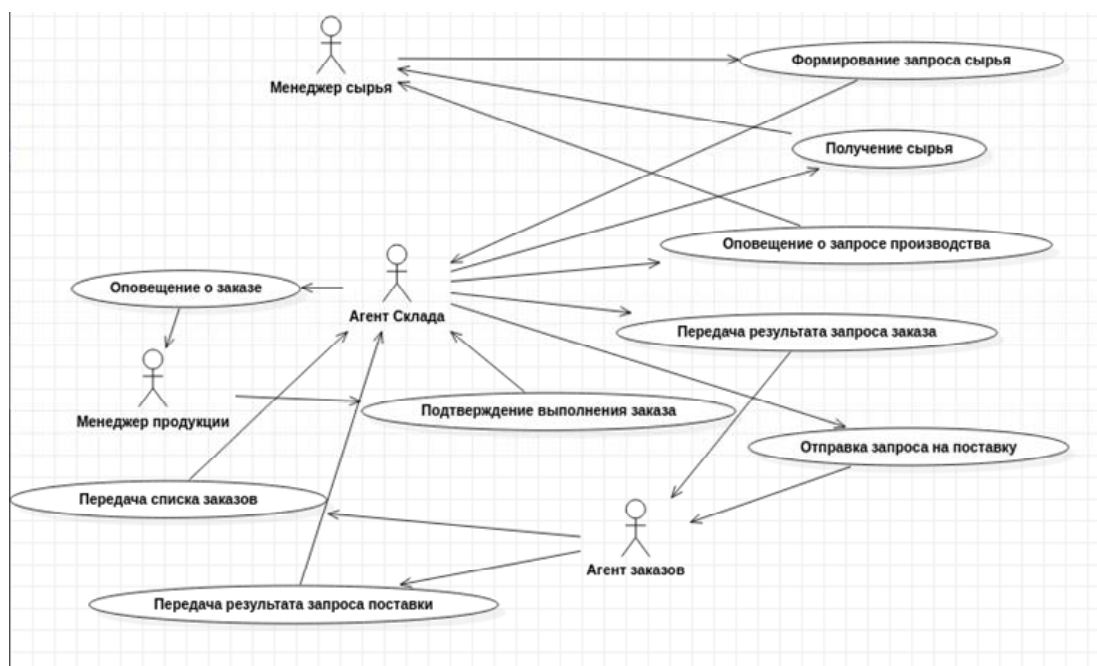 Формирование запроса сырья
Менеджер сырья
Получение сырья
Оповещение о запросе производства
Оповещение о заказе
Агент Склада
Передача результата запроса заказа
Менеджер продукции
Подтверждение выполнения заказа
Отправка запроса на поставку
Передача списка заказов
Агент заказов
Передача результата запроса поставки